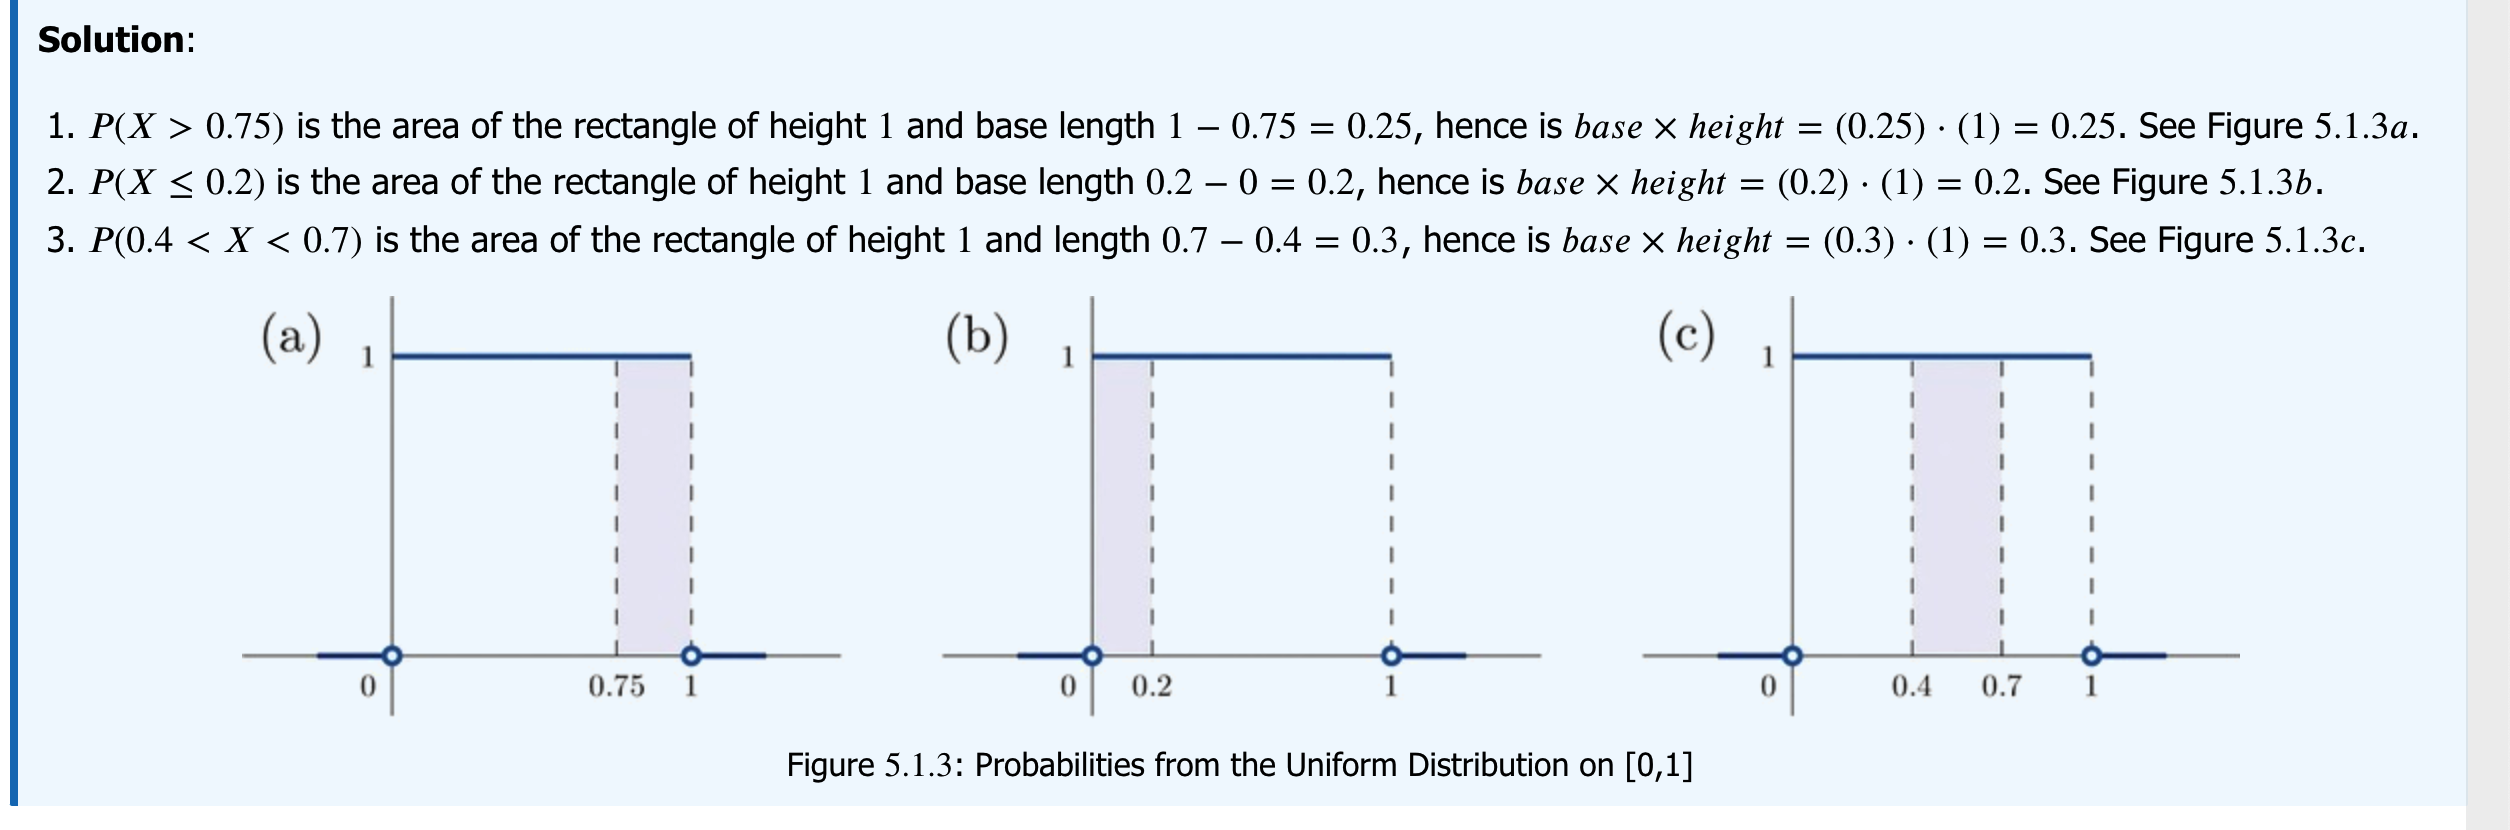 Solution:
1. P(X > 0.75) is the area of the rectangle of height 1 and base length 1 − 0.75 = 0.25, hence is base × height = (0.25) · (1) = 0.25. See Figure 5.1.3a.
2. P(X ≤ 0.2) is the area of the rectangle of height 1 and base length 0.2 − 0 = 0.2, hence is base × height = (0.2) · (1) = 0.2. See Figure 5.1.3b.
3. P(0.4 < X < 0.7) is the area of the rectangle of height 1 and length 0.7 − 0.4 = 0.3, hence is base × height = (0.3) · (1) = 0.3. See Figure 5.1.3c.
(a)
1
0 0.75 1
(b)
1
0 0.2 1
(c)
1
0 0.4 0.7 1
Figure 5.1.3: Probabilities from the Uniform Distribution on [0,1]